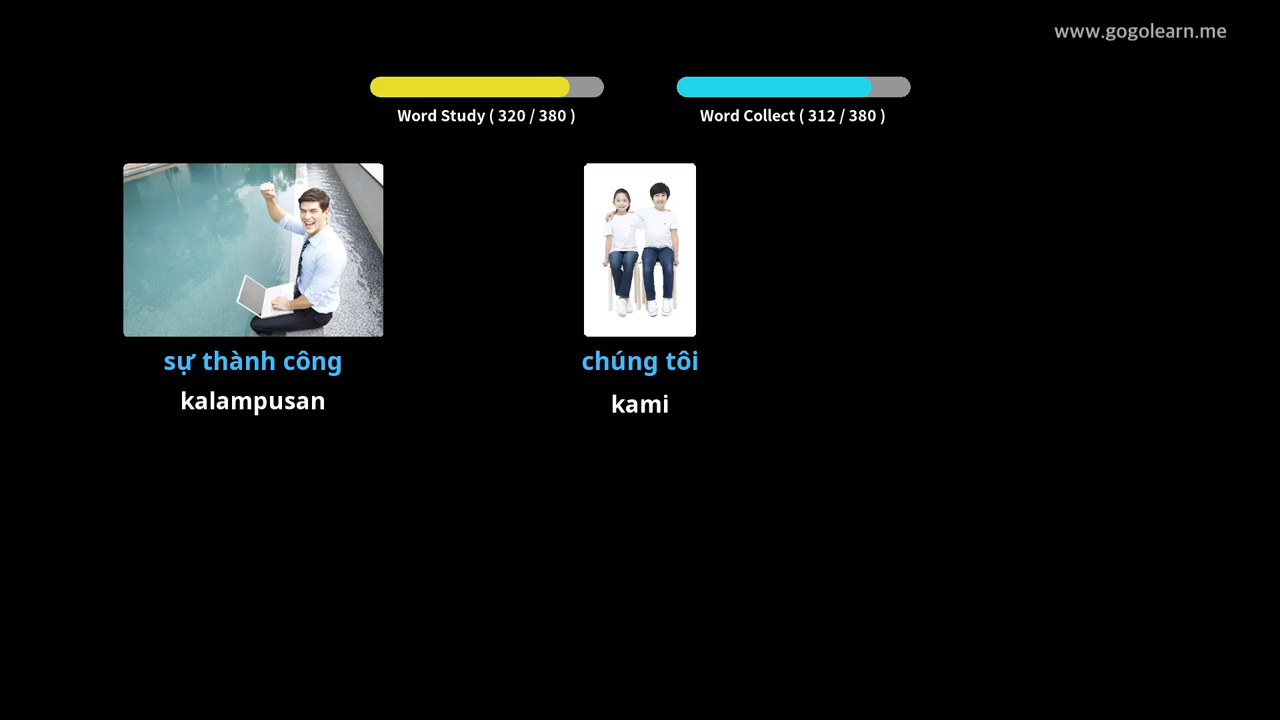 www.gogolearn.me
Word Study ( 320 / 380 )
Word Collect ( 312 / 380 )
sự thành công
kalampusan
chúng tôi
kami